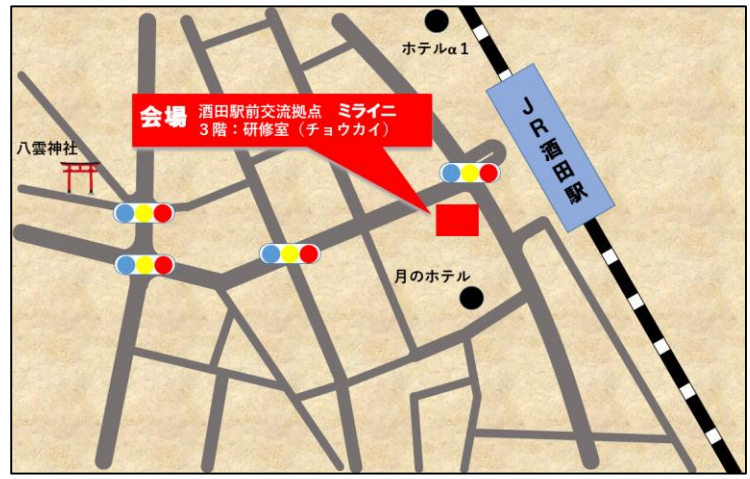 ホテルα1
会場 酒田駅前交流拠点 ミライニ
3階:研修室(チョウカイ)
JR酒田駅
八雲神社
月のホテル